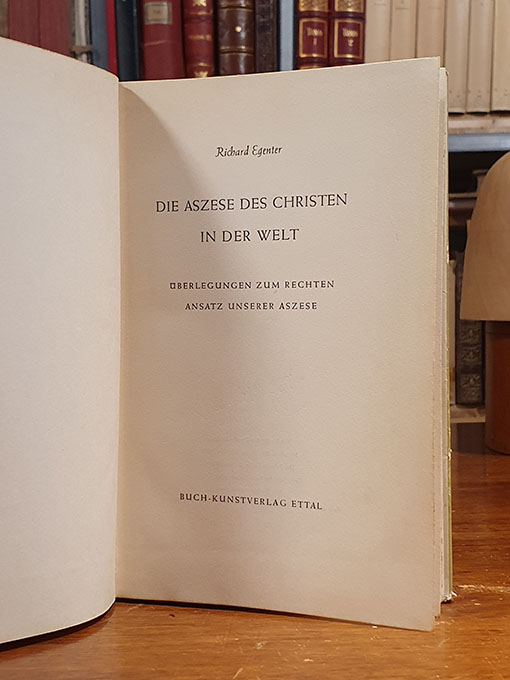 Richard Egenter
DIE ASZESE DES CHRISTEN
IN DER WELT
ÜBERLEGUNGEN ZUM RECHTEN
ANSATZ UNSERER ASZESE
BUCH-KUNSTVERLAG ETTAL